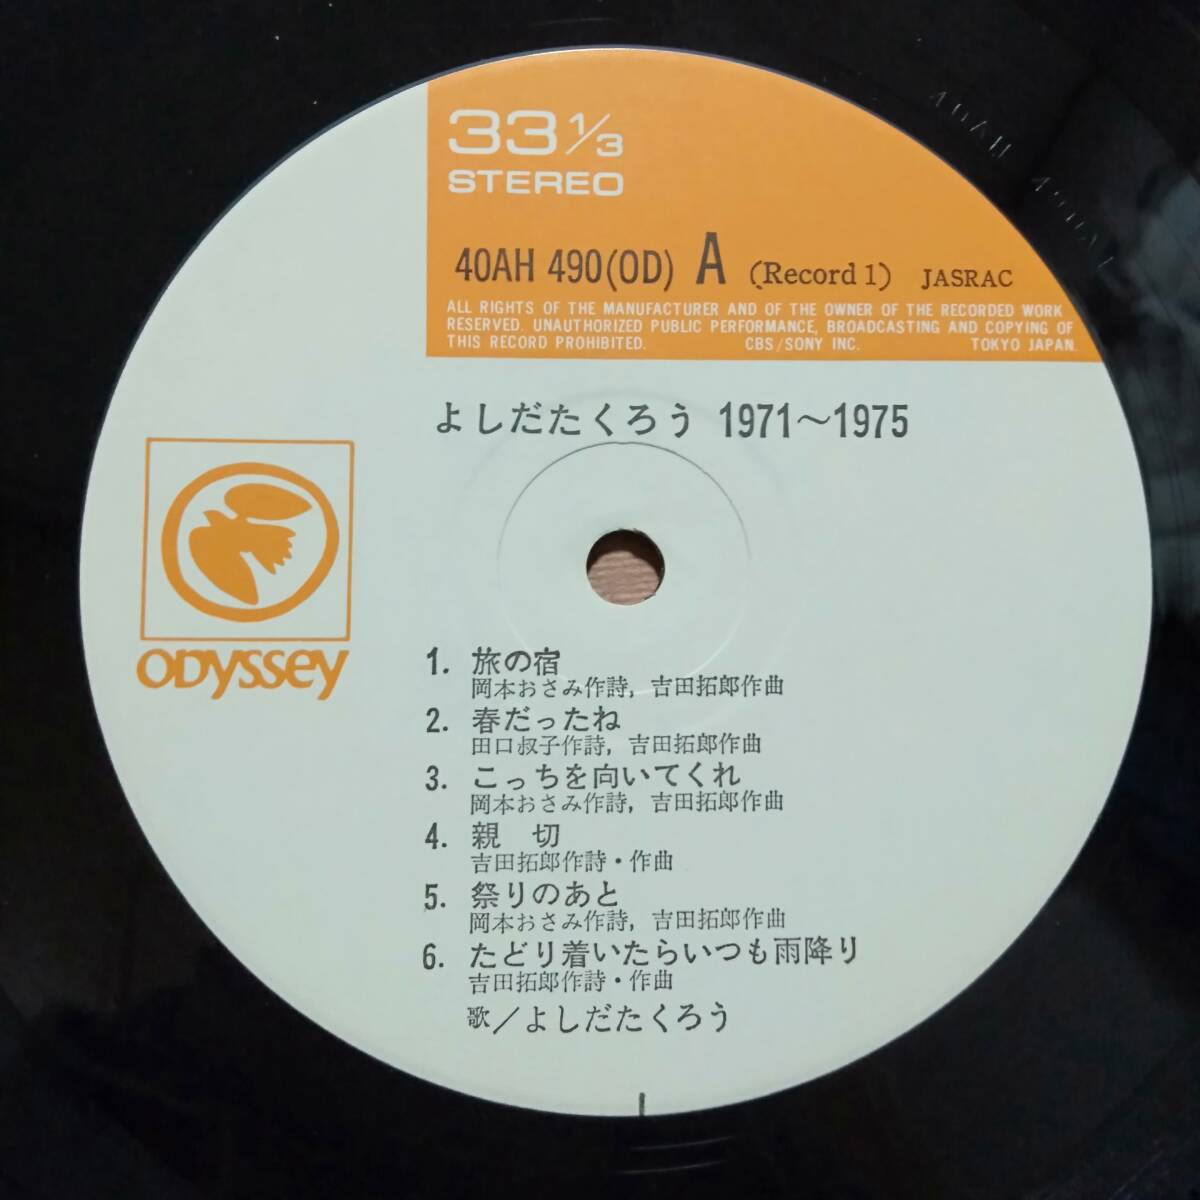 33 1/3
STEREO
40AH 490(OD) A (Record 1) JASRAC
ALL RIGHTS OF THE MANUFACTURER AND OF THE OWNER OF THE RECORDED WORK
RESERVED. UNAUTHORIZED PUBLIC PERFORMANCE, BROADCASTING AND COPYING OF
THIS RECORD PROHIBITED. CBS/SONY INC. TOKYO JAPAN.
よしだたくろう 1971〜1975
ODYSSEY
1. 旅の宿
岡本おさみ作詩, 吉田拓郎作曲
2. 春だったね
田口叔子作詩, 吉田拓郎作曲
3. こっちを向いてくれ
岡本おさみ作詩, 吉田拓郎作曲
4. 親 切
吉田拓郎作詩・作曲
5. 祭りのあと
岡本おさみ作詩, 吉田拓郎作曲
6. たどり着いたらいつも雨降り
吉田拓郎作詩・作曲
歌/よしだたくろう
40AH 490A1